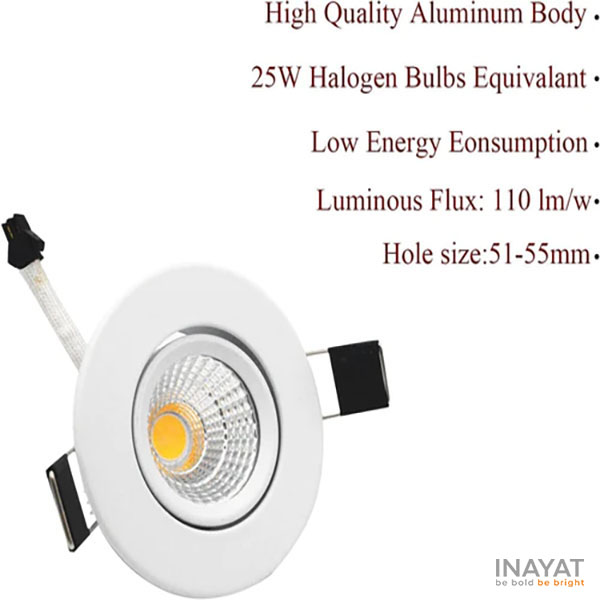 High Quality Aluminum Body •
25W Halogen Bulbs Equivalant •
Low Energy Eonsumption •
Luminous Flux: 110 lm/w •
Hole size:51-55mm •
INAYAT
be bold be bright